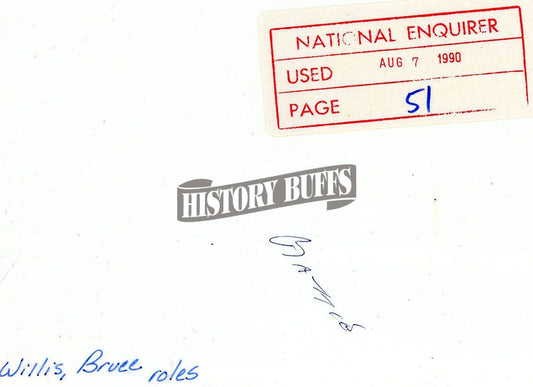 NATIONAL ENQUIRER
USED AUG 7 1990
PAGE 51
HISTORY BUFFS
Willis, Bruce roles